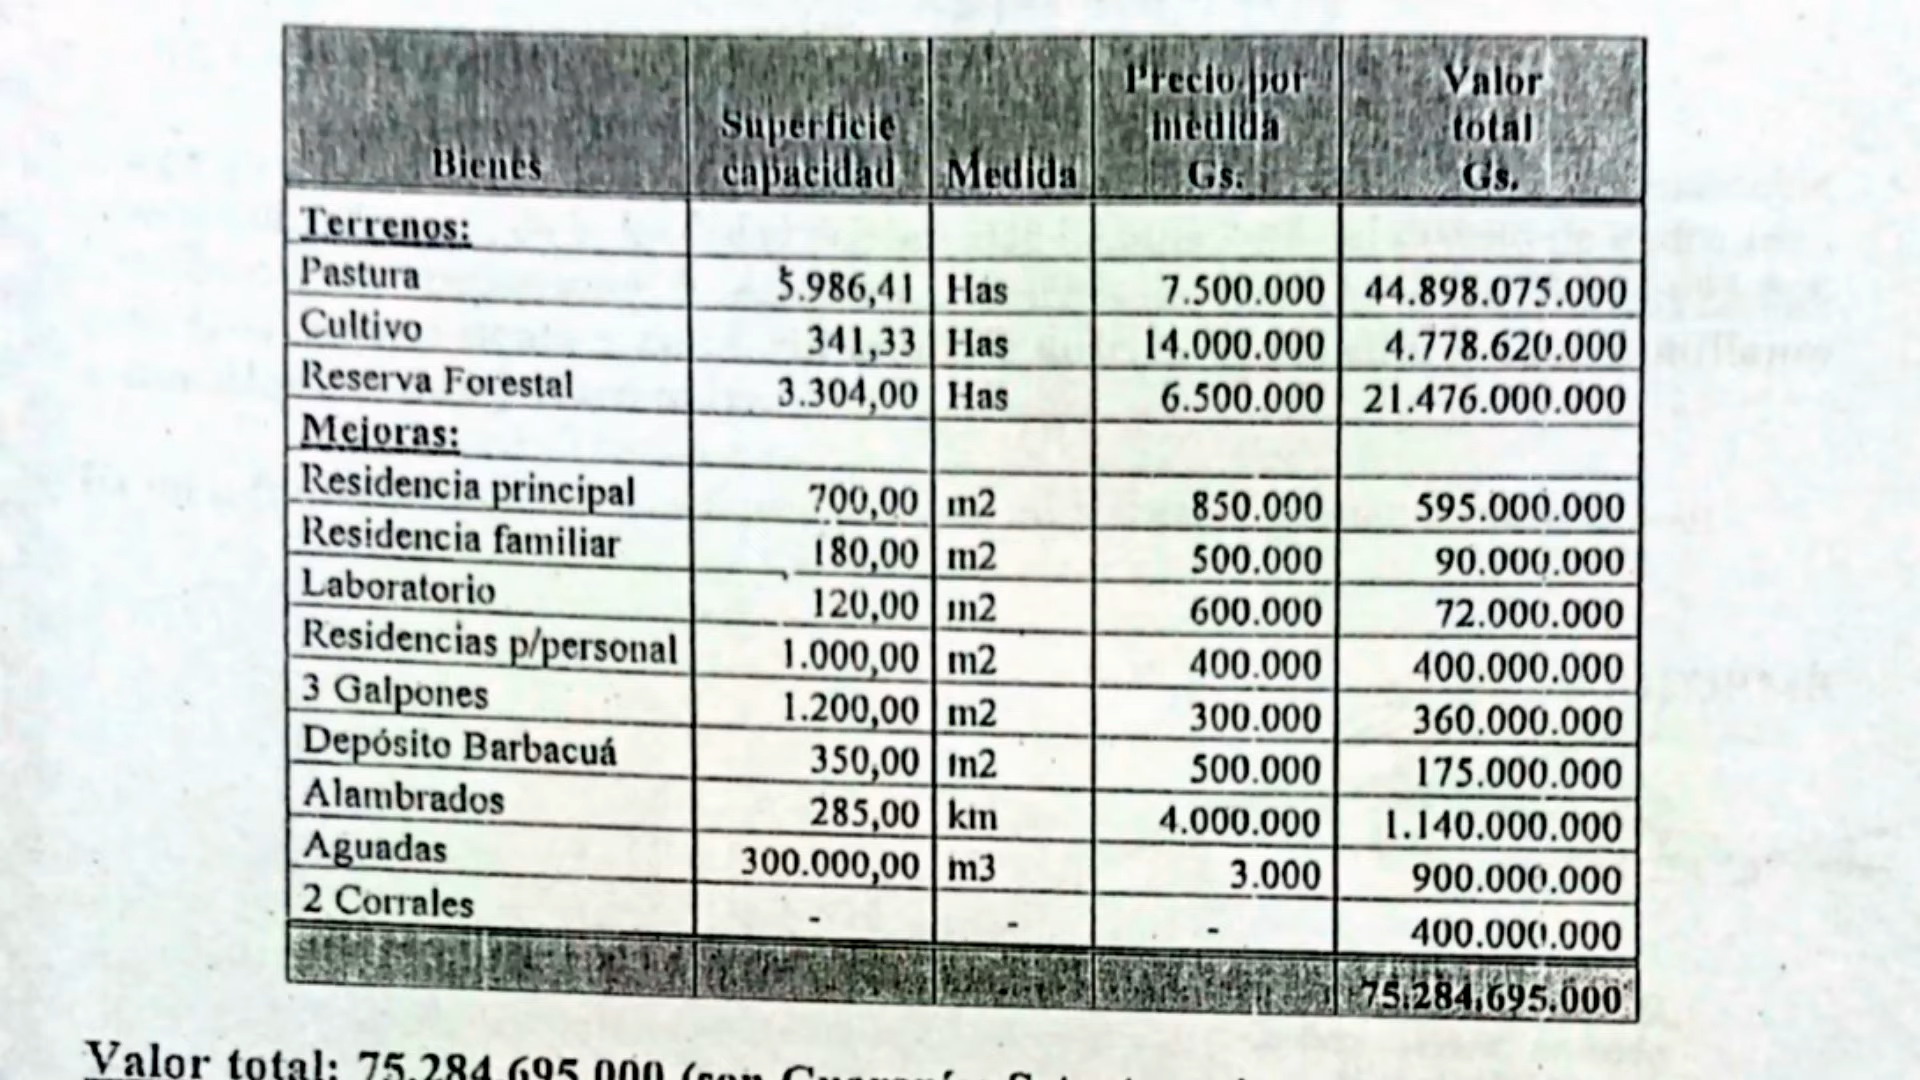 Bienes Superficie capacidad Medida Precio por medida Gs. Valor total Gs.
Terrenos:
Pastura 5.986,41 Has 7.500.000 44.898.075.000
Cultivo 341,33 Has 14.000.000 4.778.620.000
Reserva Forestal 3.304,00 Has 6.500.000 21.476.000.000
Mejoras:
Residencia principal 700,00 m2 850.000 595.000.000
Residencia familiar 180,00 m2 500.000 90.000.000
Laboratorio 120,00 m2 600.000 72.000.000
Residencias p/personal 1.000,00 m2 400.000 400.000.000
3 Galpones 1.200,00 m2 300.000 360.000.000
Depósito Barbacuá 350,00 m2 500.000 175.000.000
Alambrados 285,00 km 4.000.000 1.140.000.000
Aguadas 300.000,00 m3 3.000 900.000.000
2 Corrales - - - 400.000.000
75.284.695.000
Valor total: 75.284.695.000 (son Guaraníes